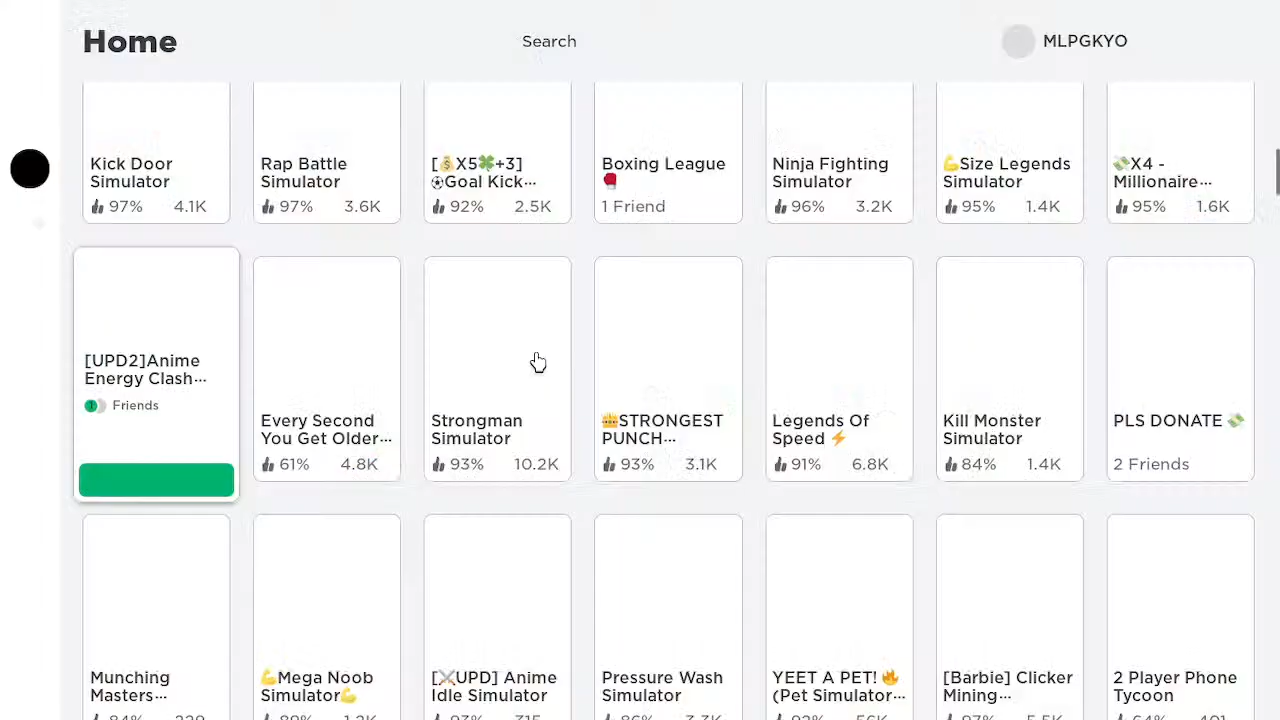 Home
Search
MLPGKYO
Kick Door
Simulator
97% 4.1K
Rap Battle
Simulator
97% 3.6K
[💰X5🍀+3]
⚽Goal Kick...
92% 2.5K
Boxing League
🥊
1 Friend
Ninja Fighting
Simulator
96% 3.2K
💪Size Legends
Simulator
95% 1.4K
💸X4 -
Millionaire...
95% 1.6K
[UPD2]Anime
Energy Clash...
1 Friends
Every Second
You Get Older...
61% 4.8K
Strongman
Simulator
93% 10.2K
👑STRONGEST
PUNCH...
93% 3.1K
Legends Of
Speed ⚡
91% 6.8K
Kill Monster
Simulator
84% 1.4K
PLS DONATE 💸
2 Friends
Munching
Masters...
💪Mega Noob
Simulator💪
[⚔️UPD] Anime
Idle Simulator
Pressure Wash
Simulator
YEET A PET! 🔥
(Pet Simulator...
[Barbie] Clicker
Mining...
2 Player Phone
Tycoon